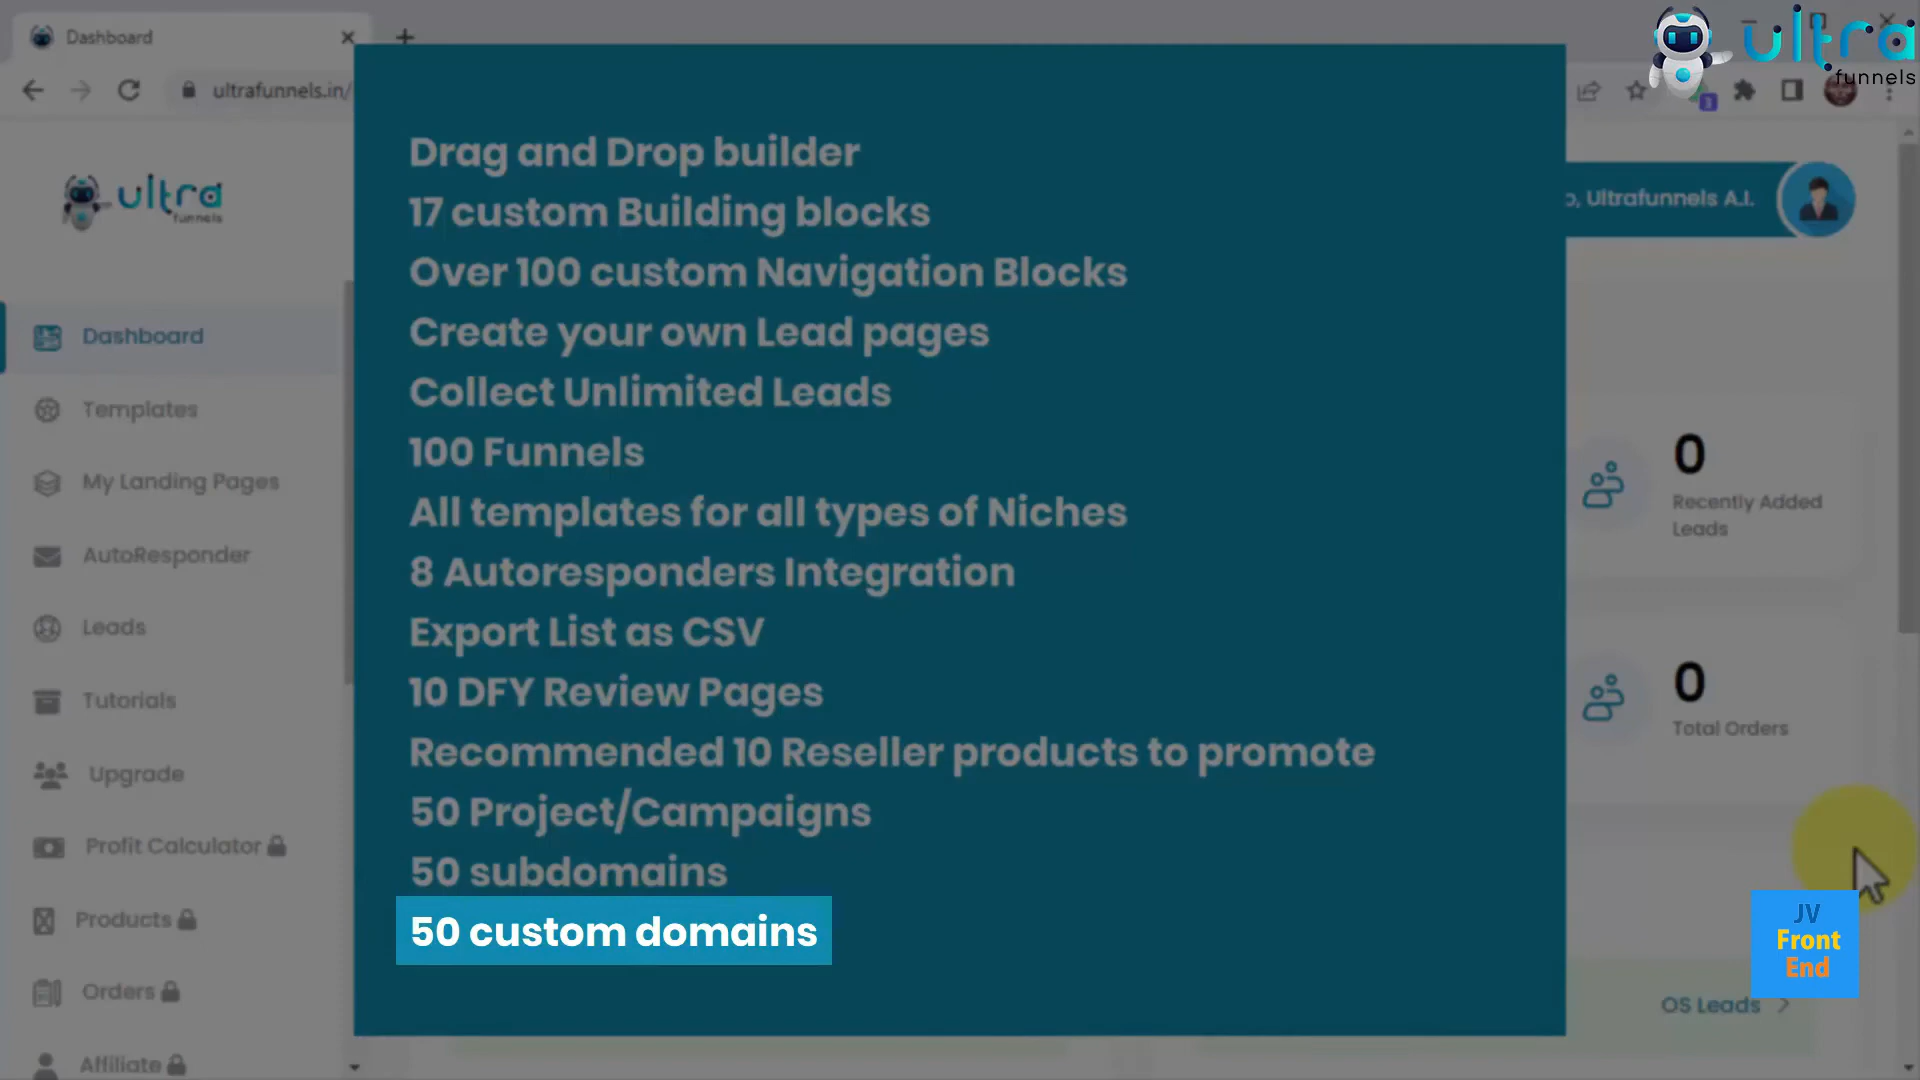 Dashboard
ultra
funnels
ultrafunnels.in/
ultra
funnels
o, Ultrafunnels A.I.
Dashboard
Templates
My Landing Pages
AutoResponder
Leads
Tutorials
Upgrade
Profit Calculator
Products
Orders
Affiliate
Drag and Drop builder
17 custom Building blocks
Over 100 custom Navigation Blocks
Create your own Lead pages
Collect Unlimited Leads
100 Funnels
All templates for all types of Niches
8 Autoresponders Integration
Export List as CSV
10 DFY Review Pages
Recommended 10 Reseller products to promote
50 Project/Campaigns
50 subdomains
50 custom domains
0
Recently Added
Leads
0
Total Orders
JV
Front
End
OS Leads